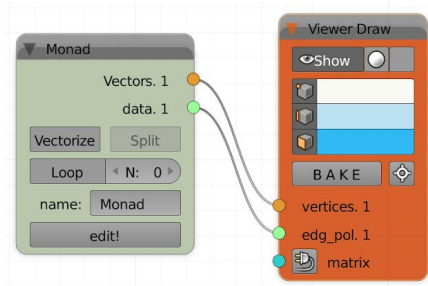 Monad
Vectors. 1
data. 1
Vectorize Split
Loop N: 0
name: Monad
edit!
Viewer Draw
Show
BAKE
vertices. 1
edg_pol. 1
matrix